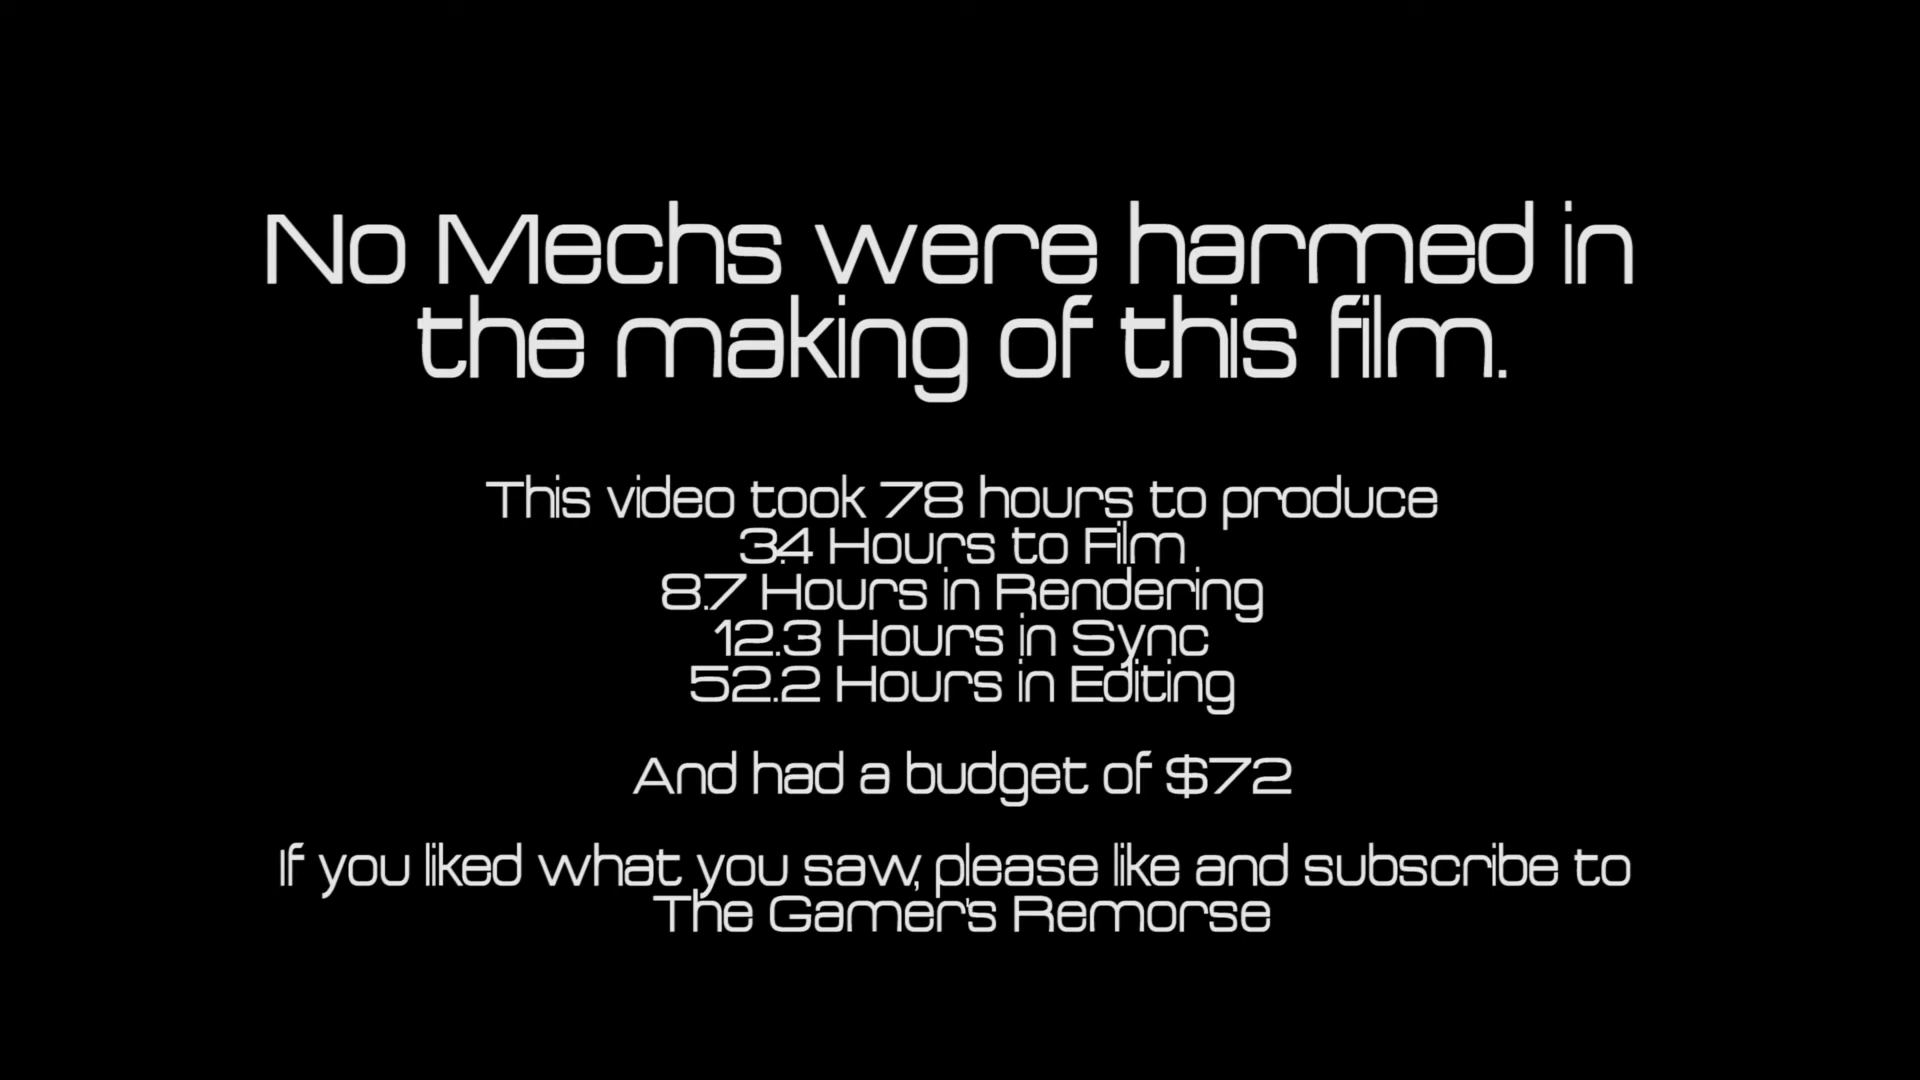 No Mechs were harmed in
the making of this film.
This video took 78 hours to produce
3.4 Hours to Film
8.7 Hours in Rendering
12.3 Hours in Sync
52.2 Hours in Editing
And had a budget of $72
If you liked what you saw, please like and subscribe to
The Gamer's Remorse